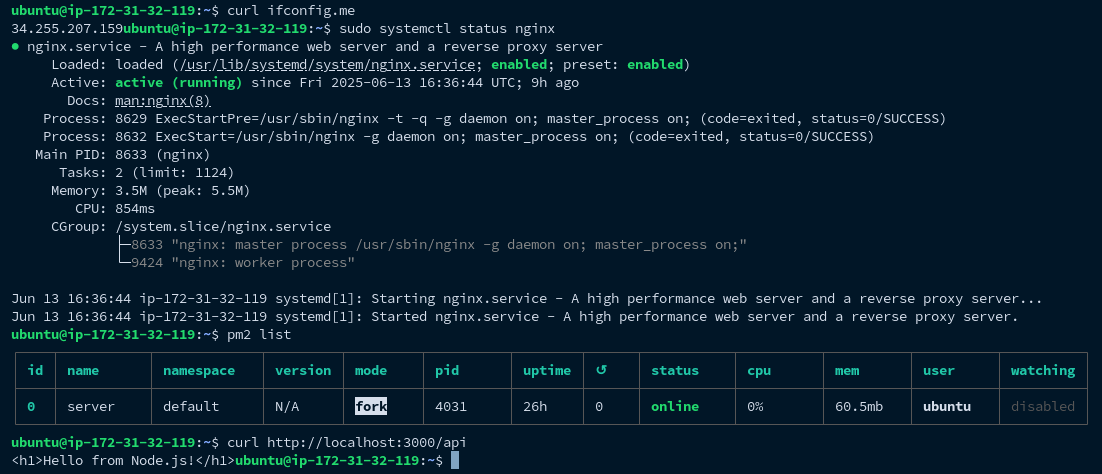 ubuntu@ip-172-31-32-119:~$ curl ifconfig.me
34.255.207.159ubuntu@ip-172-31-32-119:~$ sudo systemctl status nginx
● nginx.service – A high performance web server and a reverse proxy server
Loaded: loaded (/usr/lib/systemd/system/nginx.service; enabled; preset: enabled)
Active: active (running) since Fri 2025-06-13 16:36:44 UTC; 9h ago
Docs: man:nginx(8)
Process: 8629 ExecStartPre=/usr/sbin/nginx -t -q -g daemon on; master_process on; (code=exited, status=0/SUCCESS)
Process: 8632 ExecStart=/usr/sbin/nginx -g daemon on; master_process on; (code=exited, status=0/SUCCESS)
Main PID: 8633 (nginx)
Tasks: 2 (limit: 1124)
Memory: 3.5M (peak: 5.5M)
CPU: 854ms
CGroup: /system.slice/nginx.service
├─8633 "nginx: master process /usr/sbin/nginx -g daemon on; master_process on;"
└─9424 "nginx: worker process"
Jun 13 16:36:44 ip-172-31-32-119 systemd[1]: Starting nginx.service – A high performance web server and a reverse proxy server...
Jun 13 16:36:44 ip-172-31-32-119 systemd[1]: Started nginx.service – A high performance web server and a reverse proxy server.
ubuntu@ip-172-31-32-119:~$ pm2 list
id name namespace version mode pid uptime ↺ status cpu mem user watching
0 server default N/A fork 4031 26h 0 online 0% 60.5mb ubuntu disabled
ubuntu@ip-172-31-32-119:~$ curl http://localhost:3000/api
<h1>Hello from Node.js!</h1>ubuntu@ip-172-31-32-119:~$